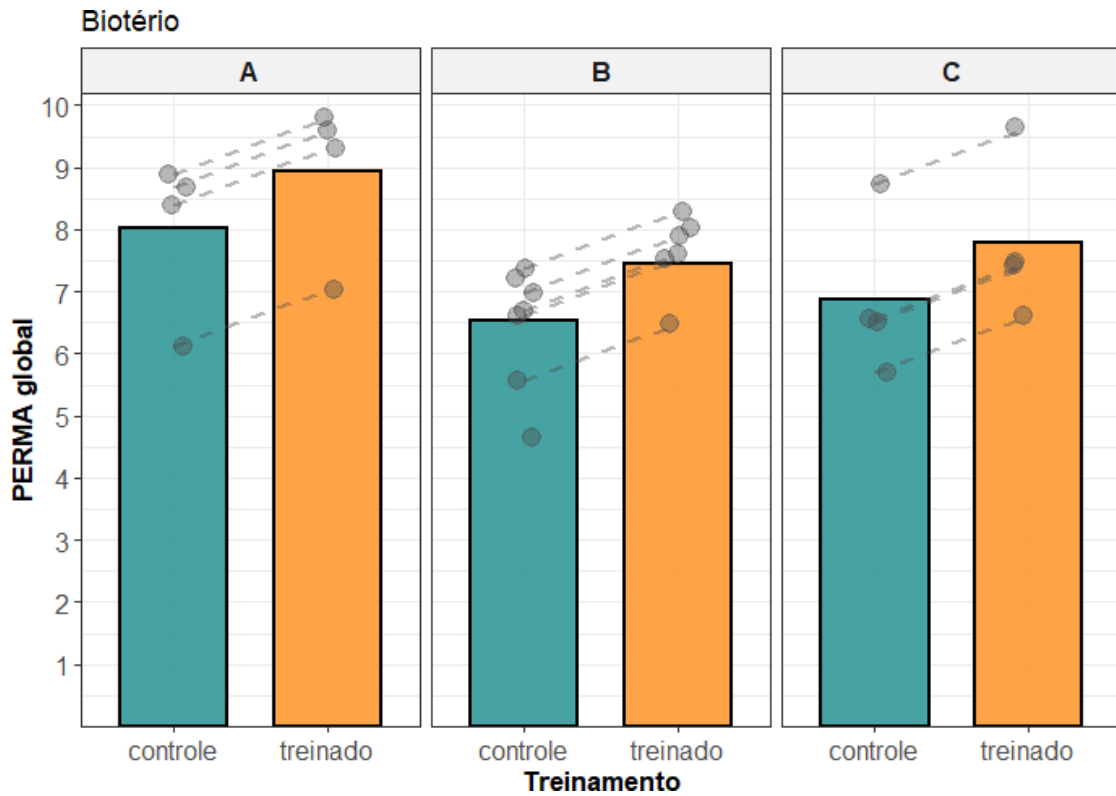 Biotério
A
B
C
10
9
8
7
6
5
4
3
2
1
PERMA global
controle
treinado
controle
treinado
controle
treinado
Treinamento